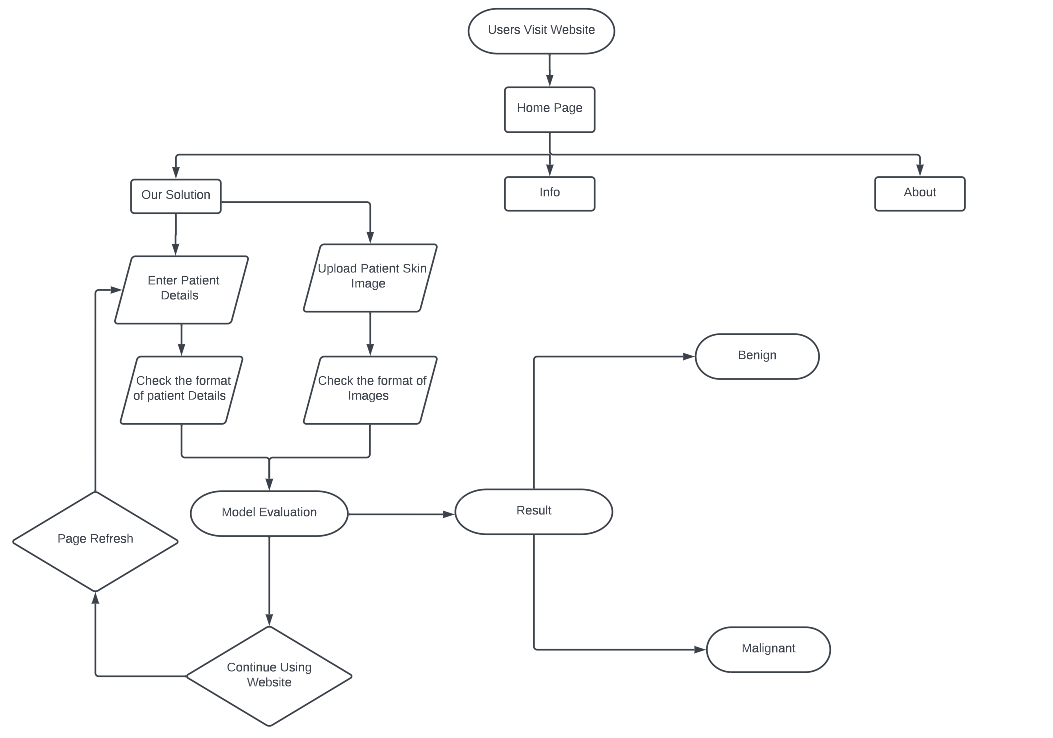 Users Visit Website
Home Page
Our Solution
Info
About
Enter Patient
Details
Upload Patient Skin
Image
Check the format
of patient Details
Check the format of
Images
Benign
Model Evaluation
Result
Page Refresh
Continue Using
Website
Malignant